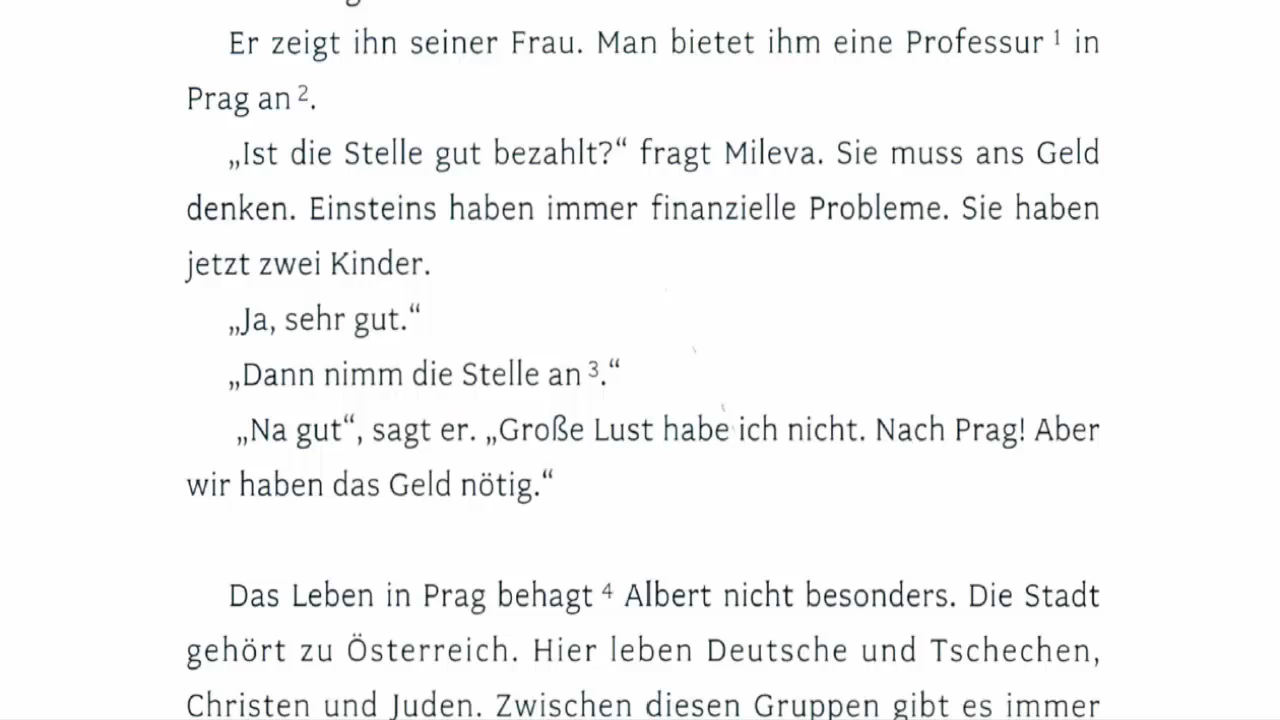 Er zeigt ihn seiner Frau. Man bietet ihm eine Professur ¹ in
Prag an ².
„Ist die Stelle gut bezahlt?“ fragt Mileva. Sie muss ans Geld
denken. Einsteins haben immer finanzielle Probleme. Sie haben
jetzt zwei Kinder.
„Ja, sehr gut.“
„Dann nimm die Stelle an ³.“
„Na gut“, sagt er. „Große Lust habe ich nicht. Nach Prag! Aber
wir haben das Geld nötig.“
Das Leben in Prag behagt ⁴ Albert nicht besonders. Die Stadt
gehört zu Österreich. Hier leben Deutsche und Tschechen,
Christen und Juden. Zwischen diesen Gruppen gibt es immer